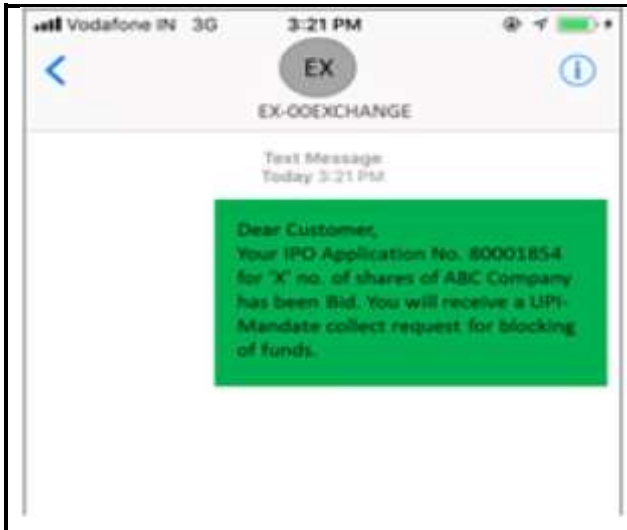 Vodafone IN 3G 3:21 PM
EX
EX-OOEXCHANGE
Text Message
Today 3:21 PM
Dear Customer,
Your IPO Application No. 80001854
for 'X' no. of shares of ABC Company
has been Bid. You will receive a UPI-
Mandate collect request for blocking
of funds.